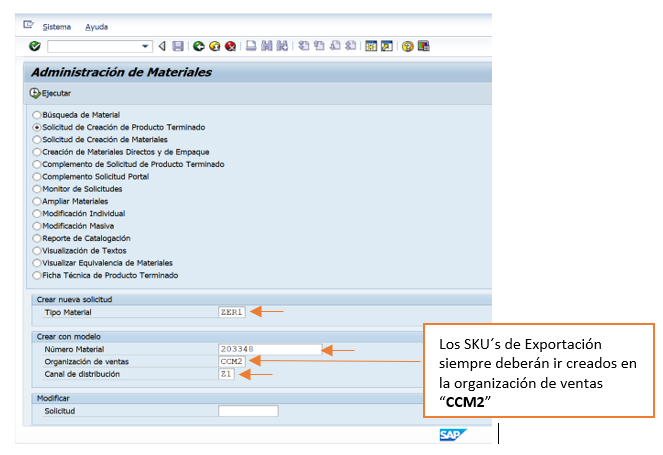 Sistema Ayuda
Administración de Materiales
Ejecutar
Búsqueda de Material
Solicitud de Creación de Producto Terminado
Solicitud de Creación de Materiales
Creación de Materiales Directos y de Empaque
Complemento de Solicitud de Producto Terminado
Complemento Solicitud Portal
Monitor de Solicitudes
Ampliar Materiales
Modificación Individual
Modificación Masiva
Reporte de Catalogación
Visualización de Textos
Visualizar Equivalencia de Materiales
Ficha Técnica de Producto Terminado
Crear nueva solicitud
Tipo Material ZER1
Crear con modelo
Número Material 203348
Organización de ventas CCM2
Canal de distribución Z1
Modificar
Solicitud
Los SKU´s de Exportación
siempre deberán ir creados en
la organización de ventas
“CCM2”
SAP